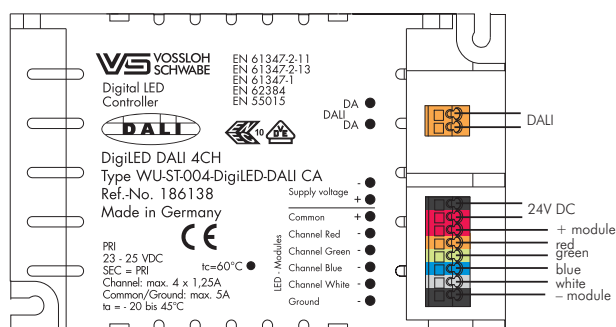 VS VOSSLOH
SCHWABE
Digital LED
Controller
EN 61347-2-11
EN 61347-2-13
EN 61347-1
EN 62384
EN 55015
DALI
10
VDE
DigiLED DALI 4CH
Type WU-ST-004-DigiLED-DALI CA
Ref.-No. 186138
Made in Germany
CE
PRI
23 - 25 VDC
SEC = PRI
Channel: max. 4 x 1,25A
Common/Ground: max. 5A
ta = - 20 bis 45°C
tc=60°C
DA
DALI
DA
Supply voltage
-
+
LED - Modules
Common +
Channel Red -
Channel Green -
Channel Blue -
Channel White -
Ground -
DALI
24V DC
+ module
red
green
blue
white
– module